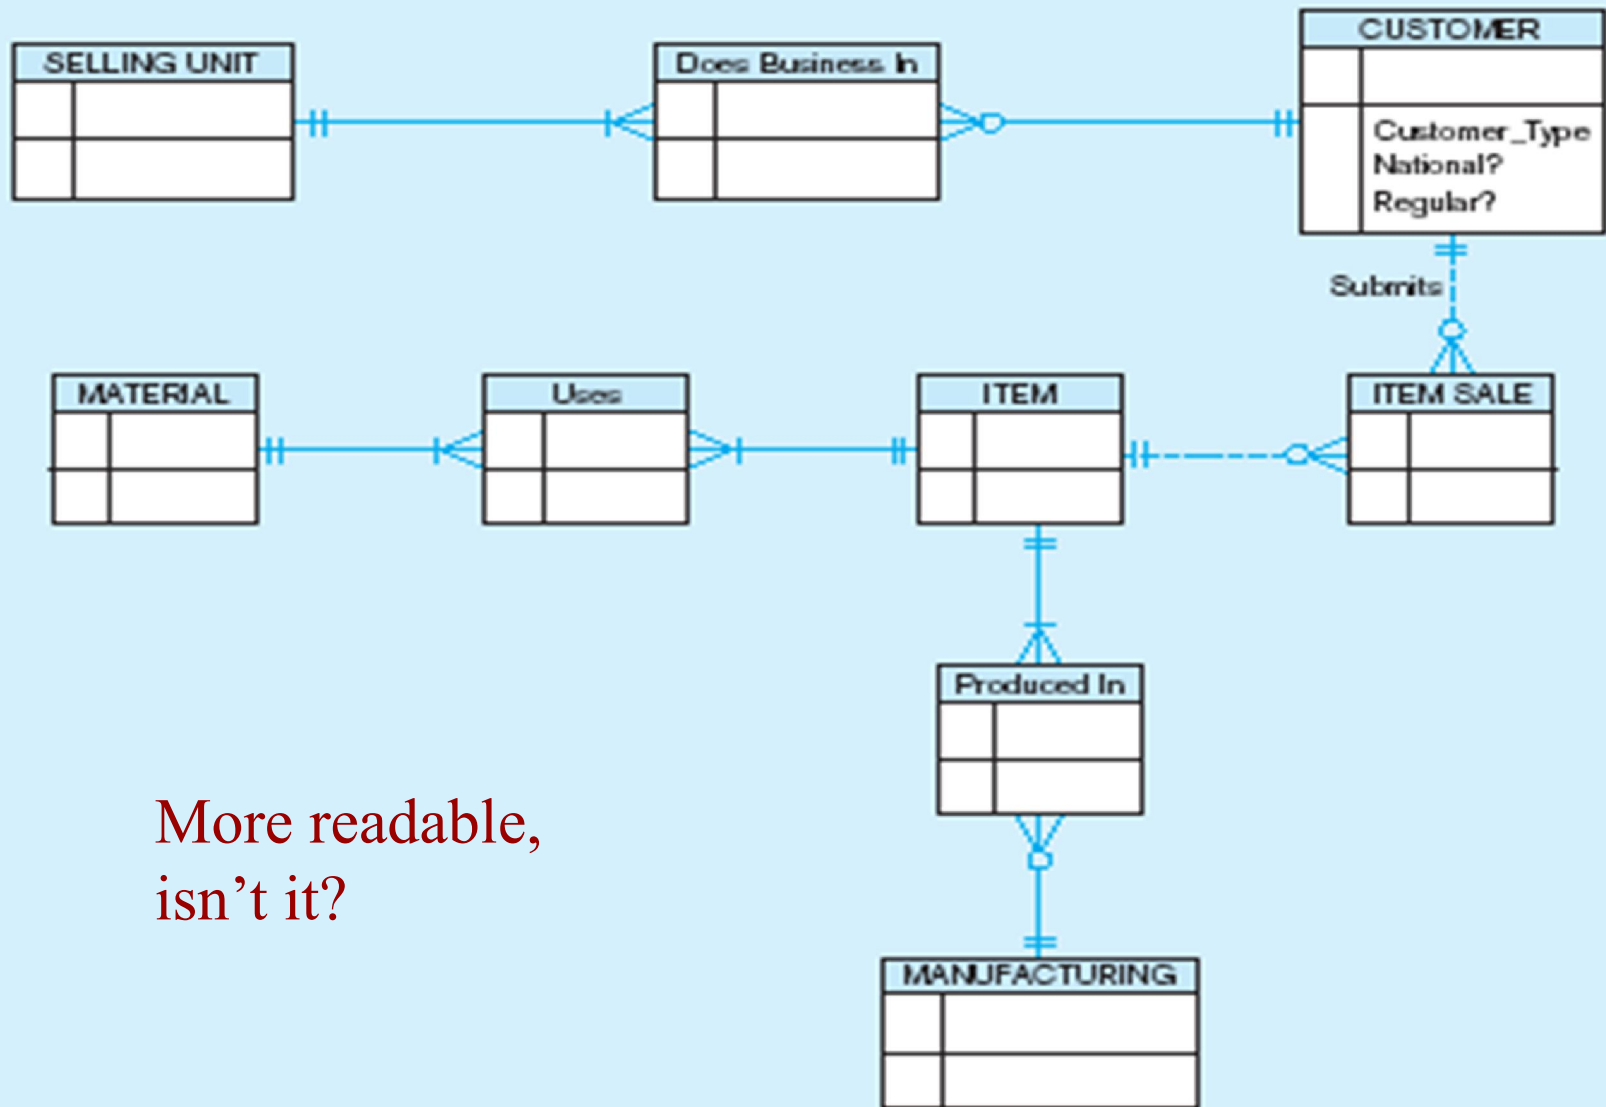 SELLING UNIT
Does Business In
CUSTOMER
Customer_Type
National?
Regular?
Submits
MATERIAL
Uses
ITEM
ITEM SALE
Produced In
More readable,
isn’t it?
MANUFACTURING